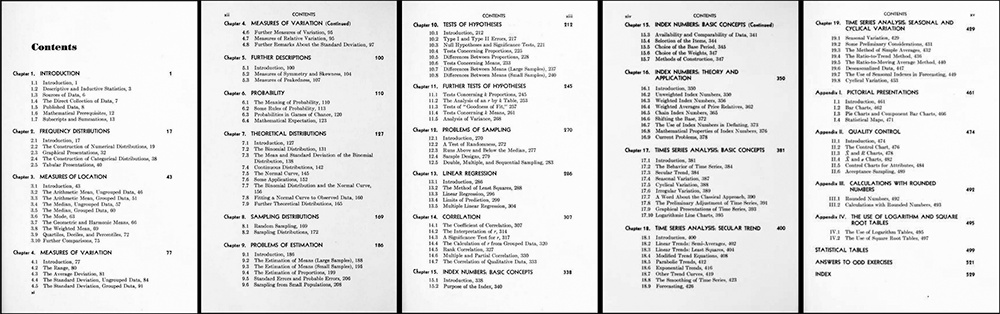 Contents
Chapter 1. INTRODUCTION 1
1.1 Introduction, 1
1.2 Descriptive and Inductive Statistics, 3
1.3 Sources of Data, 6
1.4 The Direct Collection of Data, 7
1.5 Published Data, 8
1.6 Mathematical Prerequisites, 12
1.7 Subscripts and Summations, 13
Chapter 2. FREQUENCY DISTRIBUTIONS 17
2.1 Introduction, 17
2.2 The Construction of Numerical Distributions, 19
2.3 Graphical Presentations, 32
2.4 The Construction of Categorical Distributions, 38
2.5 Tabular Presentations, 40
Chapter 3. MEASURES OF LOCATION 43
3.1 Introduction, 43
3.2 The Arithmetic Mean, Ungrouped Data, 46
3.3 The Arithmetic Mean, Grouped Data, 51
3.4 The Median, Ungrouped Data, 57
3.5 The Median, Grouped Data, 60
3.6 The Mode, 63
3.7 The Geometric and Harmonic Means, 66
3.8 The Weighted Mean, 69
3.9 Quartiles, Deciles, and Percentiles, 72
3.10 Further Comparisons, 75
Chapter 4. MEASURES OF VARIATION 77
4.1 Introduction, 77
4.2 The Range, 80
4.3 The Average Deviation, 81
4.4 The Standard Deviation, Ungrouped Data, 84
4.5 The Standard Deviation, Grouped Data, 91
xi
xii CONTENTS
Chapter 4. MEASURES OF VARIATION (Continued)
4.6 Further Measures of Variation, 95
4.7 Measures of Relative Variation, 95
4.8 Further Remarks About the Standard Deviation, 97
Chapter 5. FURTHER DESCRIPTIONS 100
5.1 Introduction, 100
5.2 Measures of Symmetry and Skewness, 104
5.3 Measures of Peakedness, 107
Chapter 6. PROBABILITY 110
6.1 The Meaning of Probability, 110
6.2 Some Rules of Probability, 113
6.3 Probabilities in Games of Chance, 120
6.4 Mathematical Expectation, 123
Chapter 7. THEORETICAL DISTRIBUTIONS 127
7.1 Introduction, 127
7.2 The Binomial Distribution, 131
7.3 The Mean and Standard Deviation of the Binomial
Distribution, 138
7.4 Continuous Distributions, 142
7.5 The Normal Curve, 145
7.6 Some Applications, 152
7.7 The Binomial Distribution and the Normal Curve,
156
7.8 Fitting a Normal Curve to Observed Data, 160
7.9 Further Theoretical Distributions, 165
Chapter 8. SAMPLING DISTRIBUTIONS 169
8.1 Random Sampling, 169
8.2 Sampling Distributions, 172
Chapter 9. PROBLEMS OF ESTIMATION 186
9.1 Introduction, 186
9.2 The Estimation of Means (Large Samples), 188
9.3 The Estimation of Means (Small Samples), 193
9.4 The Estimation of Proportions, 199
9.5 Standard Errors and Probable Errors, 206
9.6 Sampling from Small Populations, 208
CONTENTS xiii
Chapter 10. TESTS OF HYPOTHESES 212
10.1 Introduction, 212
10.2 Type I and Type II Errors, 217
10.3 Null Hypotheses and Significance Tests, 221
10.4 Tests Concerning Proportions, 225
10.5 Differences Between Proportions, 228
10.6 Tests Concerning Means, 233
10.7 Differences Between Means (Large Samples), 237
10.8 Differences Between Means (Small Samples), 240
Chapter 11. FURTHER TESTS OF HYPOTHESES 245
11.1 Tests Concerning k Proportions, 245
11.2 The Analysis of an r by k Table, 253
11.3 Tests of "Goodness of Fit," 257
11.4 Tests Concerning k Means, 261
11.5 Analysis of Variance, 268
Chapter 12. PROBLEMS OF SAMPLING 270
12.1 Introduction, 270
12.2 A Test of Randomness, 272
12.3 Runs Above and Below the Median, 277
12.4 Sample Designs, 279
12.5 Double, Multiple, and Sequential Sampling, 283
Chapter 13. LINEAR REGRESSION 286
13.1 Introduction, 286
13.2 The Method of Least Squares, 288
13.3 Linear Regression, 296
13.4 Limits of Prediction, 299
13.5 Multiple Linear Regression, 304
Chapter 14. CORRELATION 307
14.1 The Coefficient of Correlation, 307
14.2 The Interpretation of r, 314
14.3 A Significance Test for r, 317
14.4 The Calculation of r from Grouped Data, 320
14.5 Rank Correlation, 327
14.6 Multiple and Partial Correlation, 330
14.7 The Correlation of Qualitative Data, 333
Chapter 15. INDEX NUMBERS: BASIC CONCEPTS 338
15.1 Introduction, 338
15.2 Purpose of the Index, 340
xiv CONTENTS
Chapter 15. INDEX NUMBERS: BASIC CONCEPTS (Continued)
15.3 Availability and Comparability of Data, 341
15.4 Selection of the Items, 344
15.5 Choice of the Base Period, 345
15.6 Choice of the Weights, 347
15.7 Methods of Construction, 347
Chapter 16. INDEX NUMBERS: THEORY AND
APPLICATION 350
16.1 Introduction, 350
16.2 Unweighted Index Numbers, 350
16.3 Weighted Index Numbers, 356
16.4 Weighted Averages of Price Relatives, 362
16.5 Chain Index Numbers, 365
16.6 Shifting the Base, 372
16.7 The Use of Index Numbers in Deflating, 373
16.8 Mathematical Properties of Index Numbers, 376
16.9 Current Problems, 378
Chapter 17. TIMES SERIES ANALYSIS: BASIC CONCEPTS 381
17.1 Introduction, 381
17.2 The Behavior of Time Series, 384
17.3 Secular Trend, 384
17.4 Seasonal Variation, 387
17.5 Cyclical Variation, 388
17.6 Irregular Variation, 389
17.7 A Word About the Classical Approach, 390
17.8 The Preliminary Adjustment of Time Series, 391
17.9 Graphical Presentations of Time Series, 393
17.10 Logarithmic Line Charts, 395
Chapter 18. TIME SERIES ANALYSIS: SECULAR TREND 400
18.1 Introduction, 400
18.2 Linear Trends: Semi-Averages, 402
18.3 Linear Trends: Least Squares, 404
18.4 Modified Trend Equations, 408
18.5 Parabolic Trends, 412
18.6 Exponential Trends, 416
18.7 Other Trend Curves, 419
18.8 The Smoothing of Time Series, 423
18.9 Forecasting, 426
CONTENTS xv
Chapter 19. TIME SERIES ANALYSIS: SEASONAL AND
CYCLICAL VARIATION 429
19.1 Seasonal Variation, 429
19.2 Some Preliminary Considerations, 431
19.3 The Method of Simple Averages, 432
19.4 The Ratio-to-Trend Method, 436
19.5 The Ratio-to-Moving Average Method, 440
19.6 Deseasonalized Data, 447
19.7 The Use of Seasonal Indexes in Forecasting, 449
19.8 Cyclical Variation, 453
Appendix I. PICTORIAL PRESENTATIONS 461
I.1 Introduction, 461
I.2 Bar Charts, 462
I.3 Pie Charts and Component Bar Charts, 466
I.4 Statistical Maps, 471
Appendix II. QUALITY CONTROL 474
II.1 Introduction, 474
II.2 The Control Chart, 476
II.3 X̄ and R Charts, 478
II.4 X̄ and σ Charts, 482
II.5 Control Charts for Attributes, 484
II.6 Acceptance Sampling, 489
Appendix III. CALCULATIONS WITH ROUNDED
NUMBERS 492
III.1 Rounded Numbers, 492
III.2 Calculations with Rounded Numbers, 493
Appendix IV. THE USE OF LOGARITHM AND SQUARE
ROOT TABLES 495
IV.1 The Use of Logarithm Tables, 495
IV.2 The Use of Square Root Tables, 497
STATISTICAL TABLES 499
ANSWERS TO ODD EXERCISES 521
INDEX 529